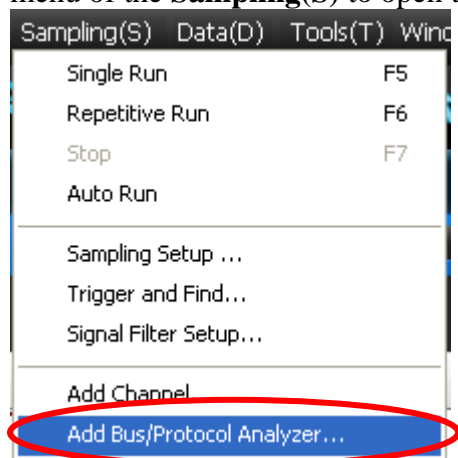 menu of the Sampling(S) to open t
Sampling(S) Data(D) Tools(T) Wind
Single Run F5
Repetitive Run F6
Stop F7
Auto Run
Sampling Setup ...
Trigger and Find...
Signal Filter Setup...
Add Channel
Add Bus/Protocol Analyzer...